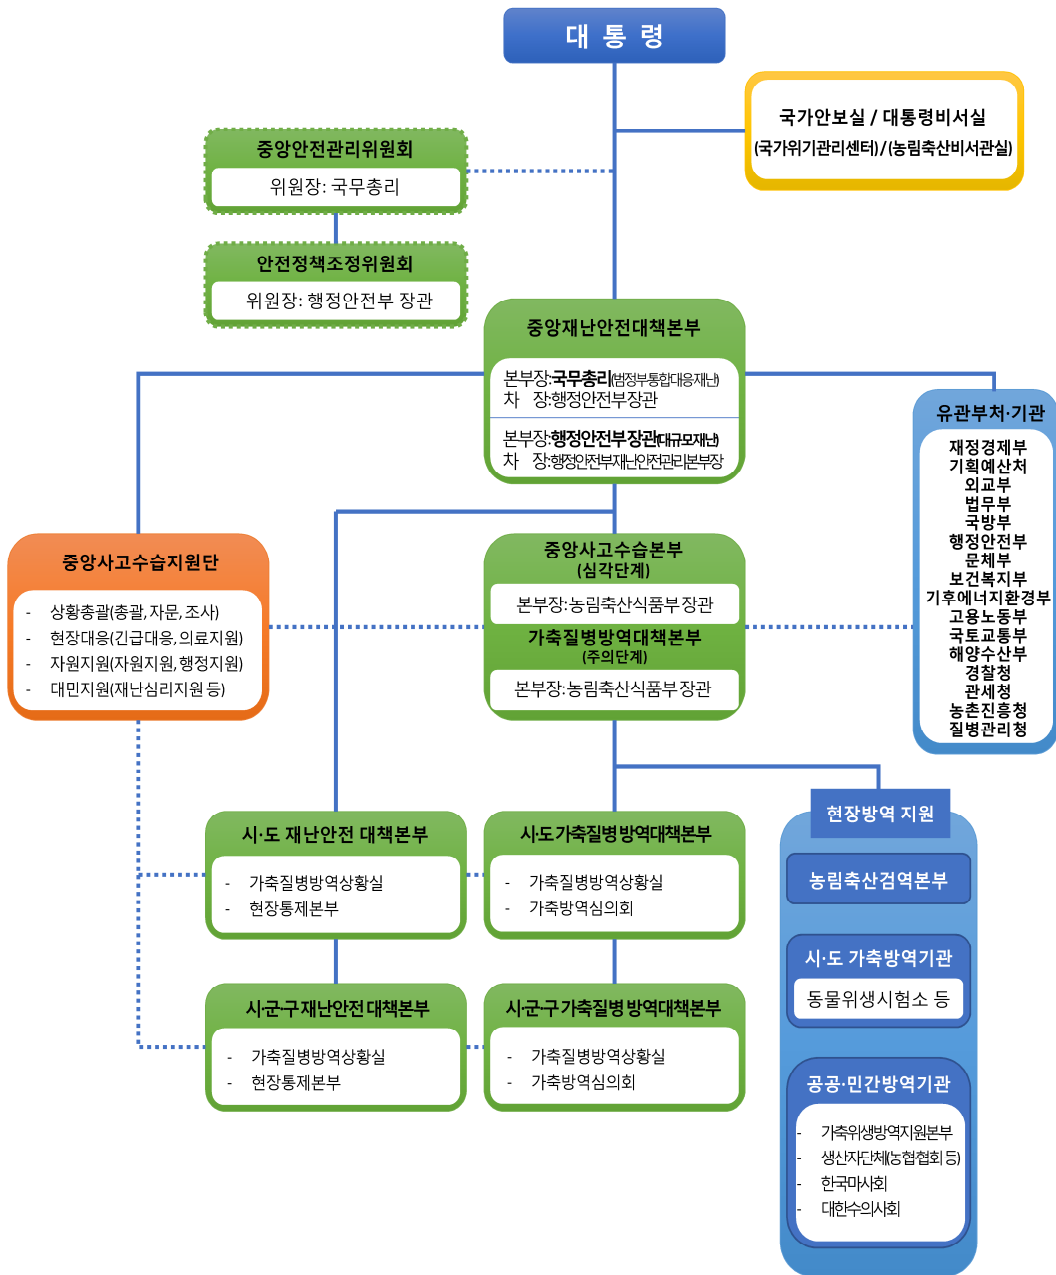 대 통 령
국가안보실 / 대통령비서실
(국가위기관리센터) / (농림축산비서관실)
중앙안전관리위원회
위원장: 국무총리
안전정책조정위원회
위원장: 행정안전부 장관
중앙재난안전대책본부
본부장:국무총리(범정부통합대응재난)
차 장:행정안전부장관
본부장:행정안전부장관(대규모재난)
차 장:행정안전부재난안전관리본부장
유관부처·기관
재정경제부
기획예산처
외교부
법무부
국방부
행정안전부
문체부
보건복지부
기후에너지환경부
고용노동부
국토교통부
해양수산부
경찰청
관세청
농촌진흥청
질병관리청
중앙사고수습지원단
- 상황총괄(총괄, 자문, 조사)
- 현장대응(긴급대응, 의료지원)
- 자원지원(자원지원, 행정지원)
- 대민지원(재난심리지원 등)
중앙사고수습본부
(심각단계)
본부장:농림축산식품부 장관
가축질병방역대책본부
(주의단계)
본부장:농림축산식품부 장관
시·도 재난안전 대책본부
- 가축질병방역상황실
- 현장통제본부
시·도 가축질병 방역대책본부
- 가축질병방역상황실
- 가축방역심의회
시·군·구 재난안전 대책본부
- 가축질병방역상황실
- 현장통제본부
시·군·구 가축질병 방역대책본부
- 가축질병방역상황실
- 가축방역심의회
현장방역 지원
농림축산검역본부
시·도 가축방역기관
동물위생시험소 등
공공·민간방역기관
- 가축위생방역지원본부
- 생산자단체(농협협회 등)
- 한국마사회
- 대한수의사회